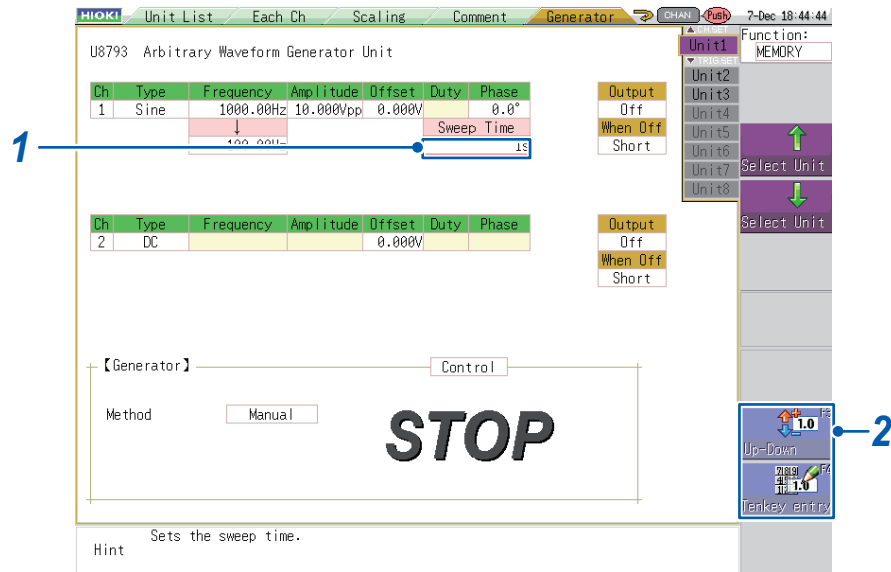 HIOKI Unit List Each Ch Scaling Comment Generator CHAN Push 7-Dec 18:44:44
U8793 Arbitrary Waveform Generator Unit
CH.SET
Unit1
TRIG.SET
Unit2
Unit3
Unit4
Unit5
Unit6
Unit7
Unit8
Function:
MEMORY
Select Unit
Select Unit
Ch Type Frequency Amplitude Offset Duty Phase
1 Sine 1000.00Hz 10.000Vpp 0.000V 0.0°
↓ Sweep Time
1s
Output
Off
When Off
Short
1
Ch Type Frequency Amplitude Offset Duty Phase
2 DC 0.000V
Output
Off
When Off
Short
【Generator】 Control
Method Manual
STOP
1.0
Up-Down
F4
1.0
Tenkey entry
2
Hint Sets the sweep time.